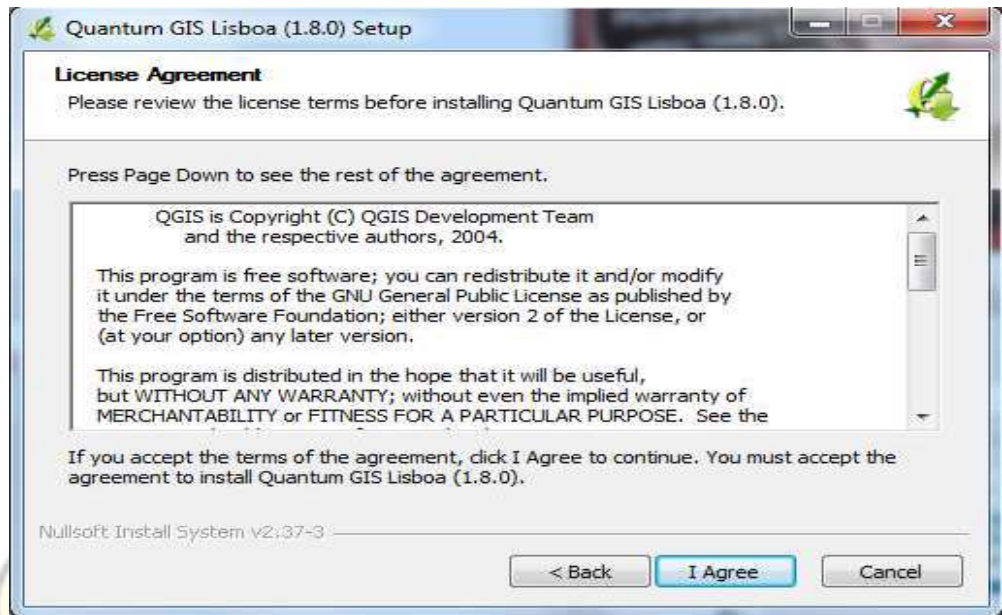 Quantum GIS Lisboa (1.8.0) Setup
License Agreement
Please review the license terms before installing Quantum GIS Lisboa (1.8.0).
Press Page Down to see the rest of the agreement.
QGIS is Copyright (C) QGIS Development Team
and the respective authors, 2004.
This program is free software; you can redistribute it and/or modify
it under the terms of the GNU General Public License as published by
the Free Software Foundation; either version 2 of the License, or
(at your option) any later version.
This program is distributed in the hope that it will be useful,
but WITHOUT ANY WARRANTY; without even the implied warranty of
MERCHANTABILITY or FITNESS FOR A PARTICULAR PURPOSE. See the
If you accept the terms of the agreement, click I Agree to continue. You must accept the
agreement to install Quantum GIS Lisboa (1.8.0).
Nullsoft Install System v2.37-3
< Back I Agree Cancel